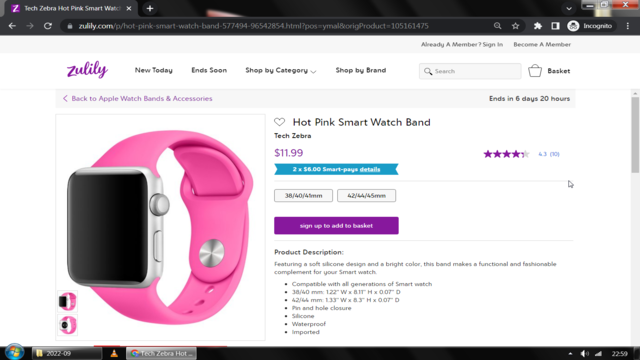 Tech Zebra Hot Pink Smart Watch
zulily.com/p/hot-pink-smart-watch-band-577494-96542854.html?pos=ymal&origProduct=105161475
Incognito
Already A Member? Sign In
Become A Member
zulily
New Today
Ends Soon
Shop by Category
Shop by Brand
Search
Basket
Back to Apple Watch Bands & Accessories
Ends in 6 days 20 hours
Hot Pink Smart Watch Band
Tech Zebra
$11.99
4.3 (10)
2 x $6.00 Smart-pays details
38/40/41mm
42/44/45mm
sign up to add to basket
Product Description:
Featuring a soft silicone design and a bright color, this band makes a functional and fashionable
complement for your Smart watch.
• Compatible with all generations of Smart watch
• 38/40 mm: 1.22'' W x 8.11'' H x 0.07'' D
• 42/44 mm: 1.33'' W x 8.3'' H x 0.07'' D
• Pin and hole closure
• Silicone
• Waterproof
• Imported
2022-09
Tech Zebra Hot
22:59